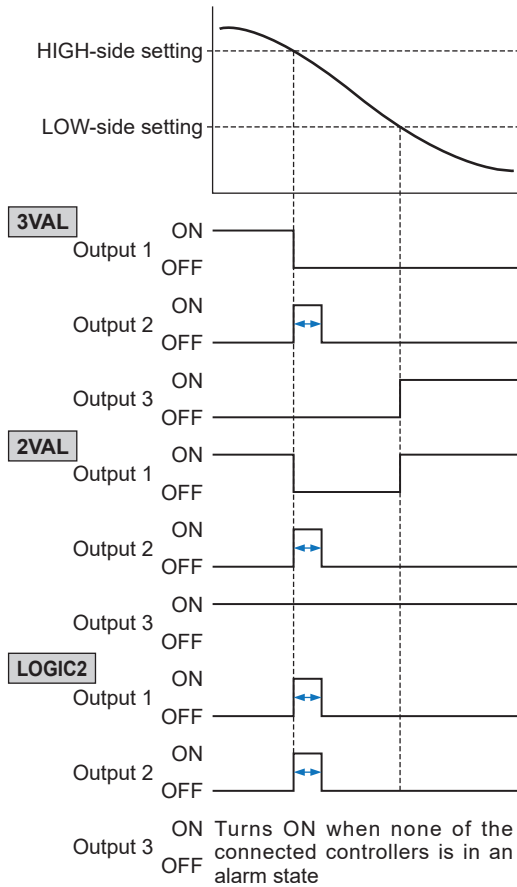 HIGH-side setting
LOW-side setting
3VAL
ON
Output 1
OFF
ON
Output 2
OFF
ON
Output 3
OFF
2VAL
ON
Output 1
OFF
ON
Output 2
OFF
ON
Output 3
OFF
LOGIC2
ON
Output 1
OFF
ON
Output 2
OFF
ON
Output 3
OFF
Turns ON when none of the
connected controllers is in an
alarm state